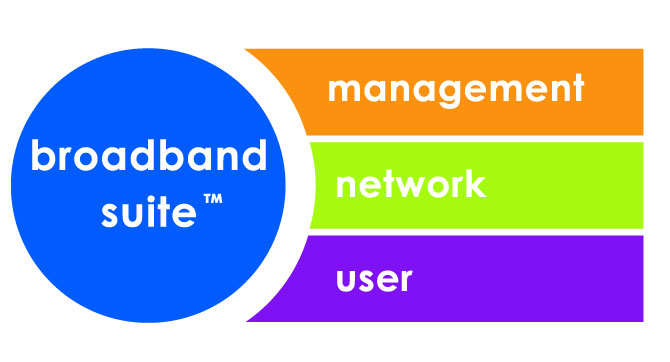 broadband
suite™
management
network
user